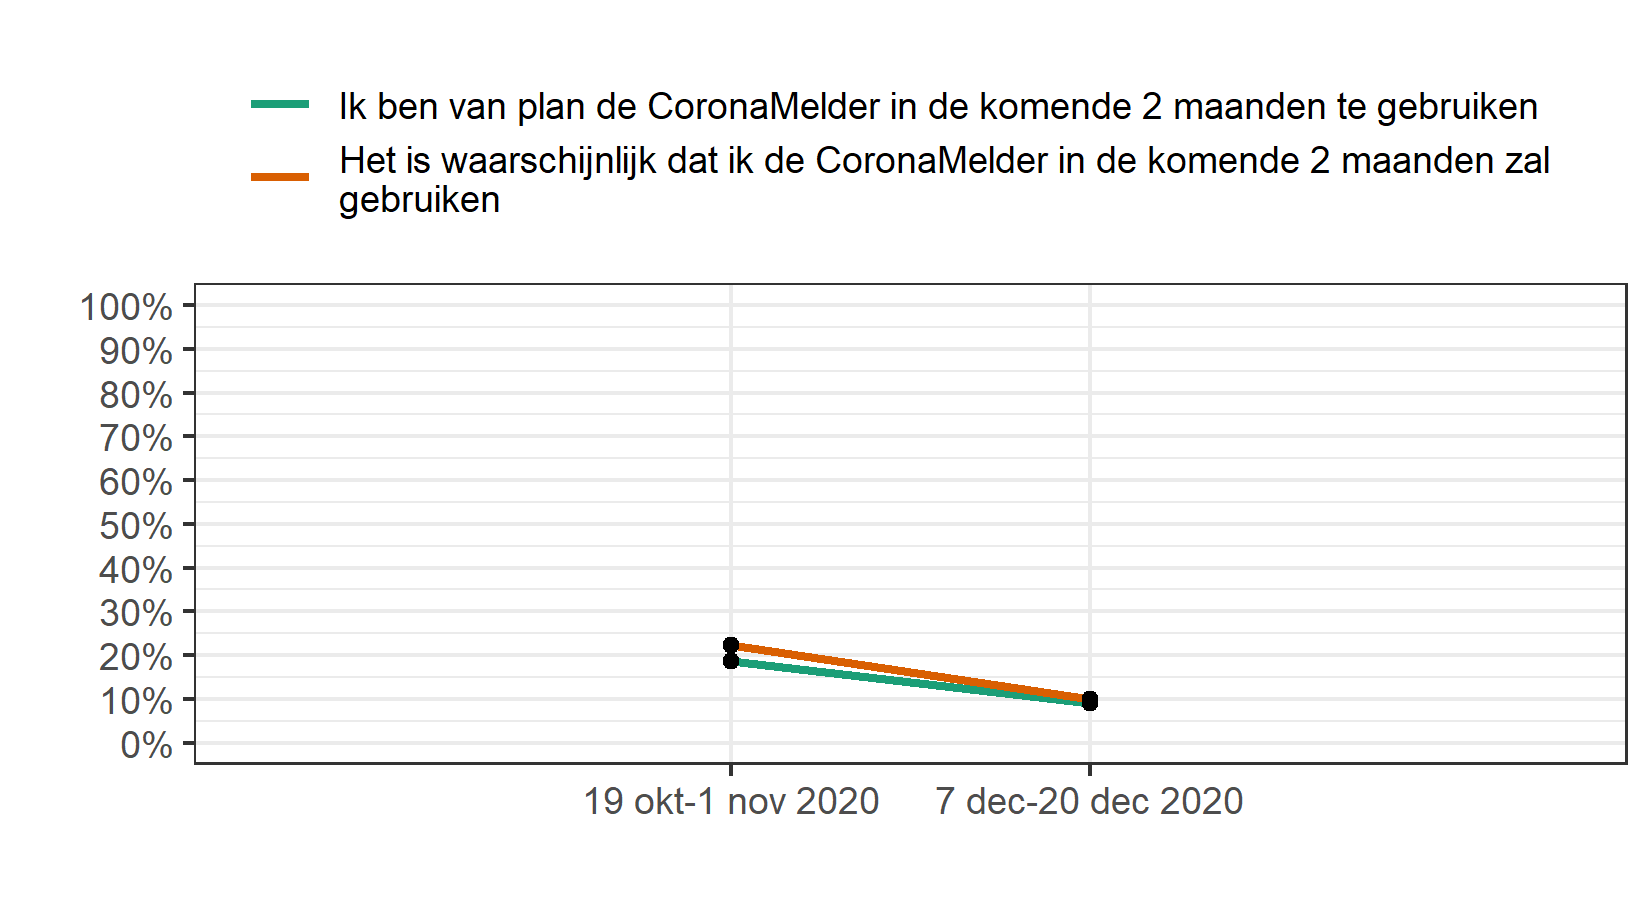 Ik ben van plan de CoronaMelder in de komende 2 maanden te gebruiken
Het is waarschijnlijk dat ik de CoronaMelder in de komende 2 maanden zal
gebruiken
100%
90%
80%
70%
60%
50%
40%
30%
20%
10%
0%
19 okt-1 nov 2020
7 dec-20 dec 2020